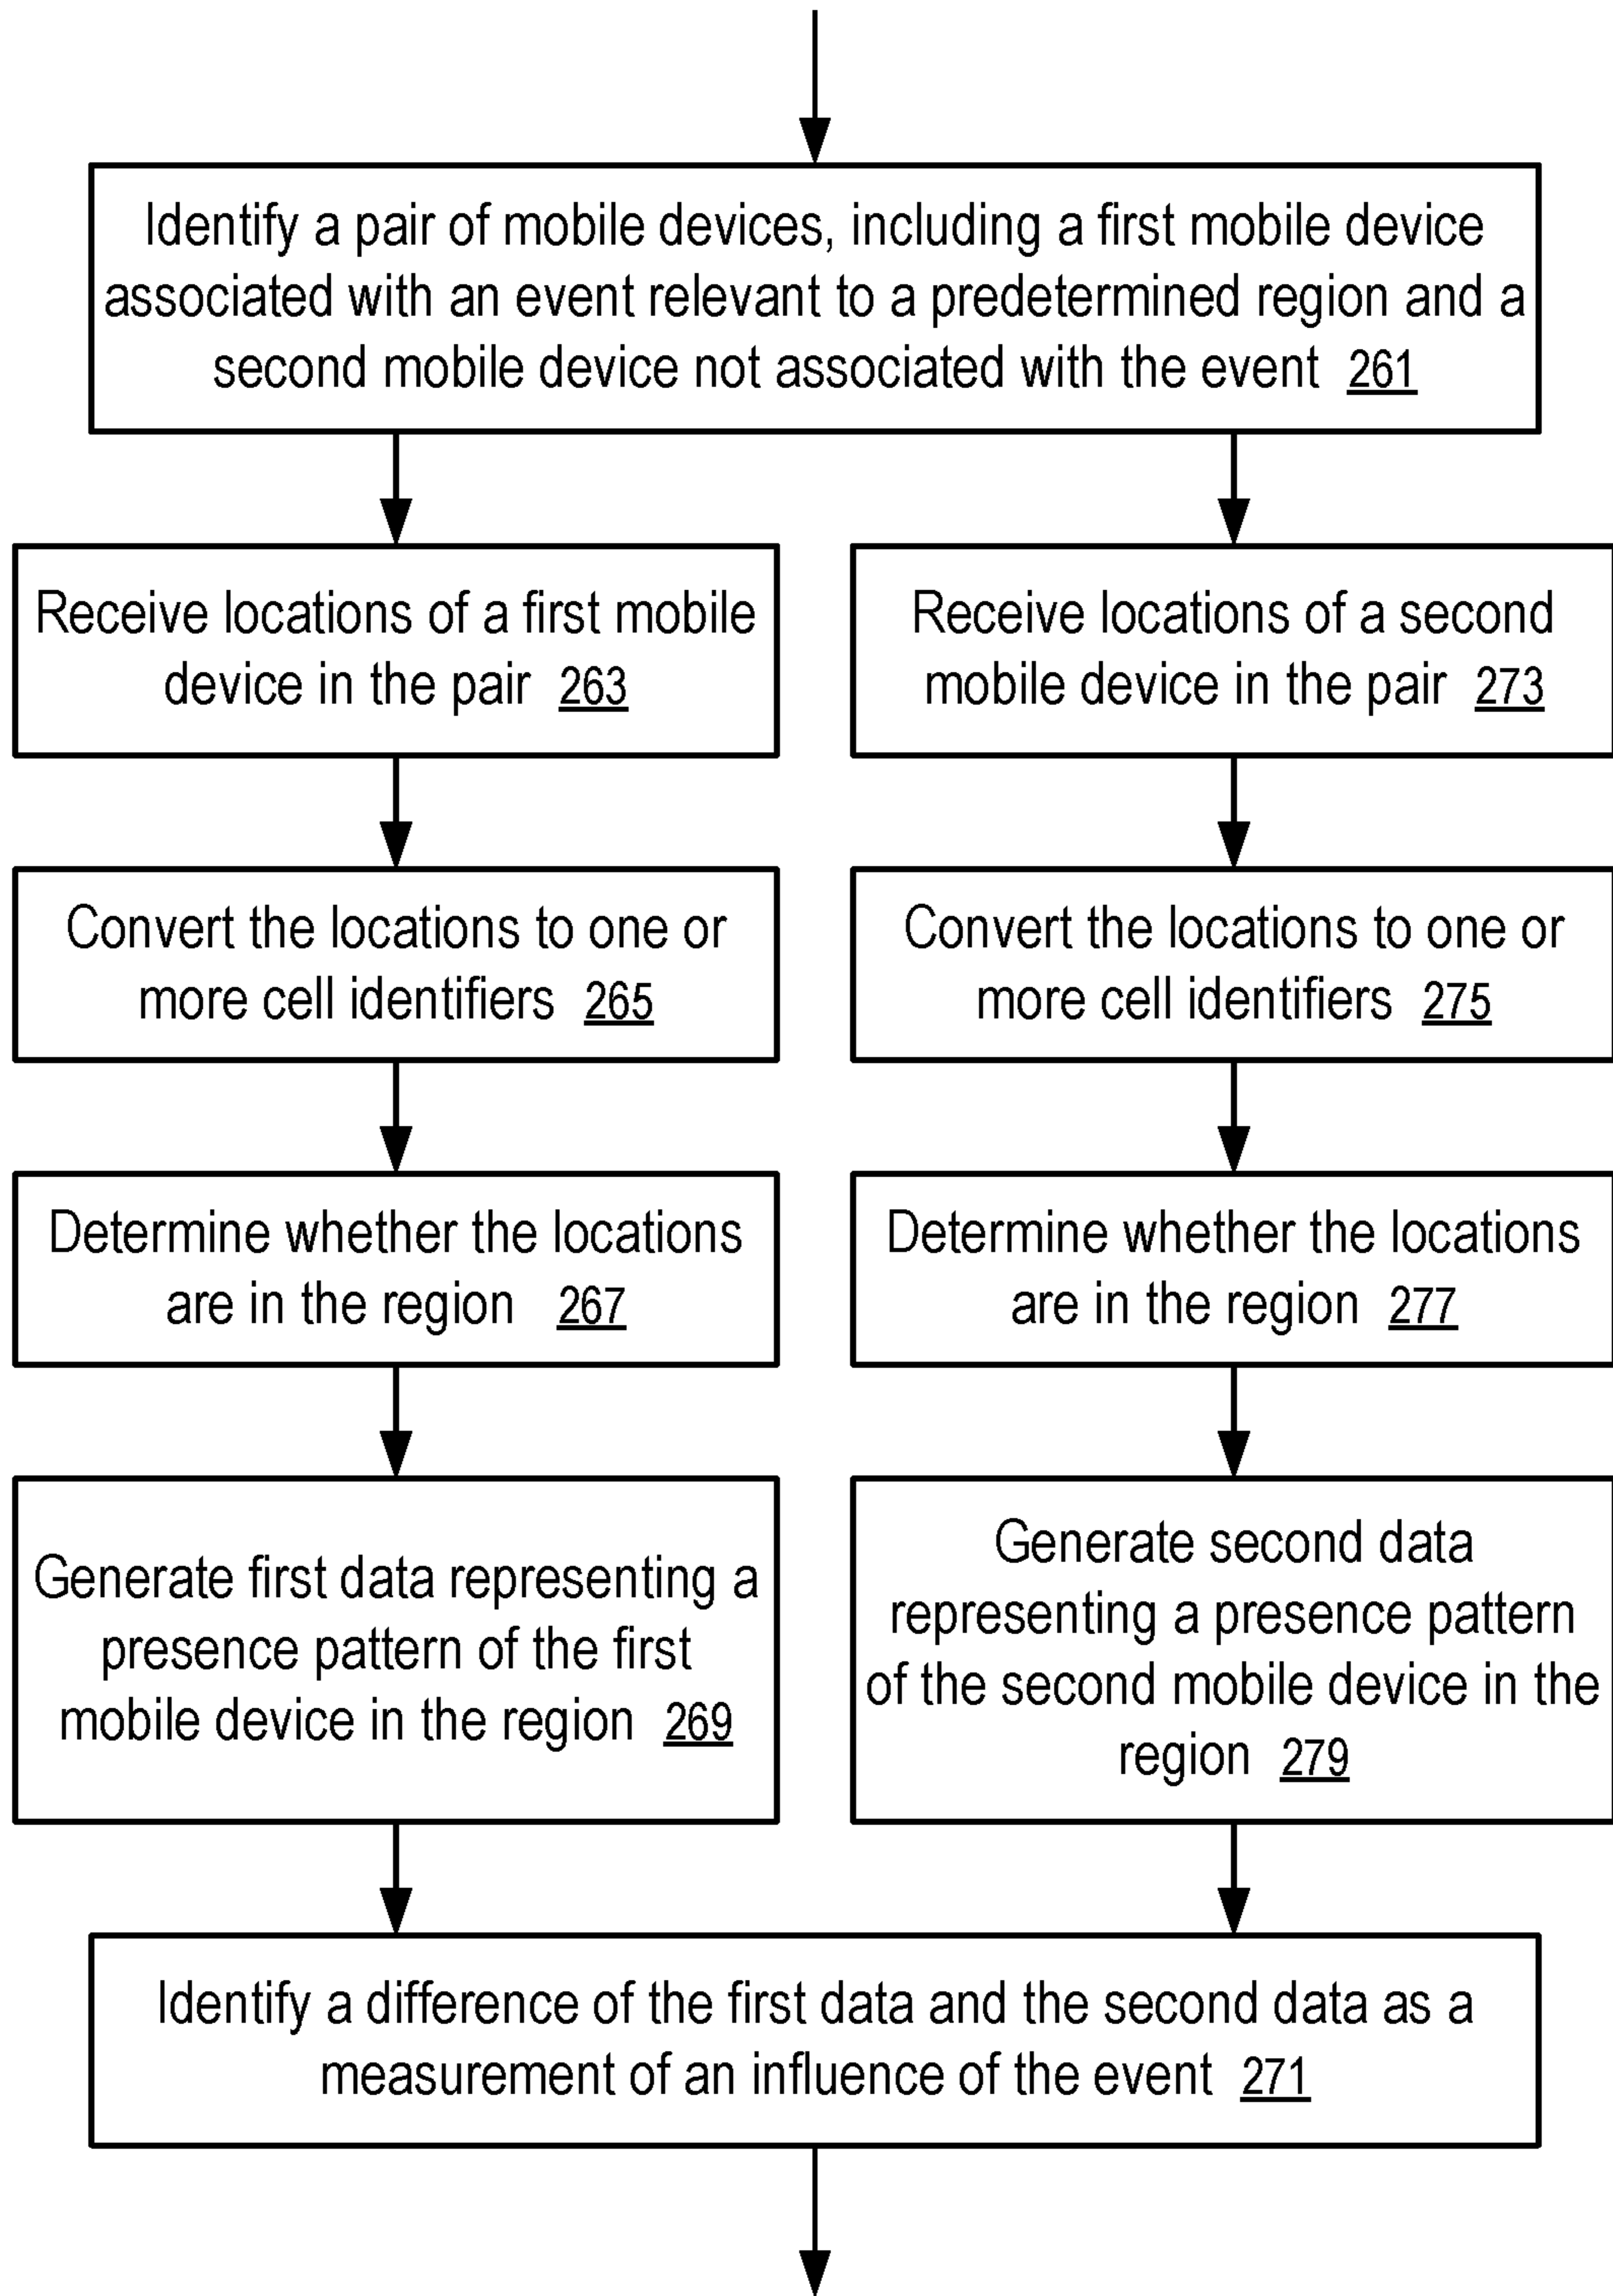 Identify a pair of mobile devices, including a first mobile device
associated with an event relevant to a predetermined region and a
second mobile device not associated with the event 261
Receive locations of a first mobile
device in the pair 263
Receive locations of a second
mobile device in the pair 273
Convert the locations to one or
more cell identifiers 265
Convert the locations to one or
more cell identifiers 275
Determine whether the locations
are in the region 267
Determine whether the locations
are in the region 277
Generate first data representing a
presence pattern of the first
mobile device in the region 269
Generate second data
representing a presence pattern
of the second mobile device in the
region 279
Identify a difference of the first data and the second data as a
measurement of an influence of the event 271